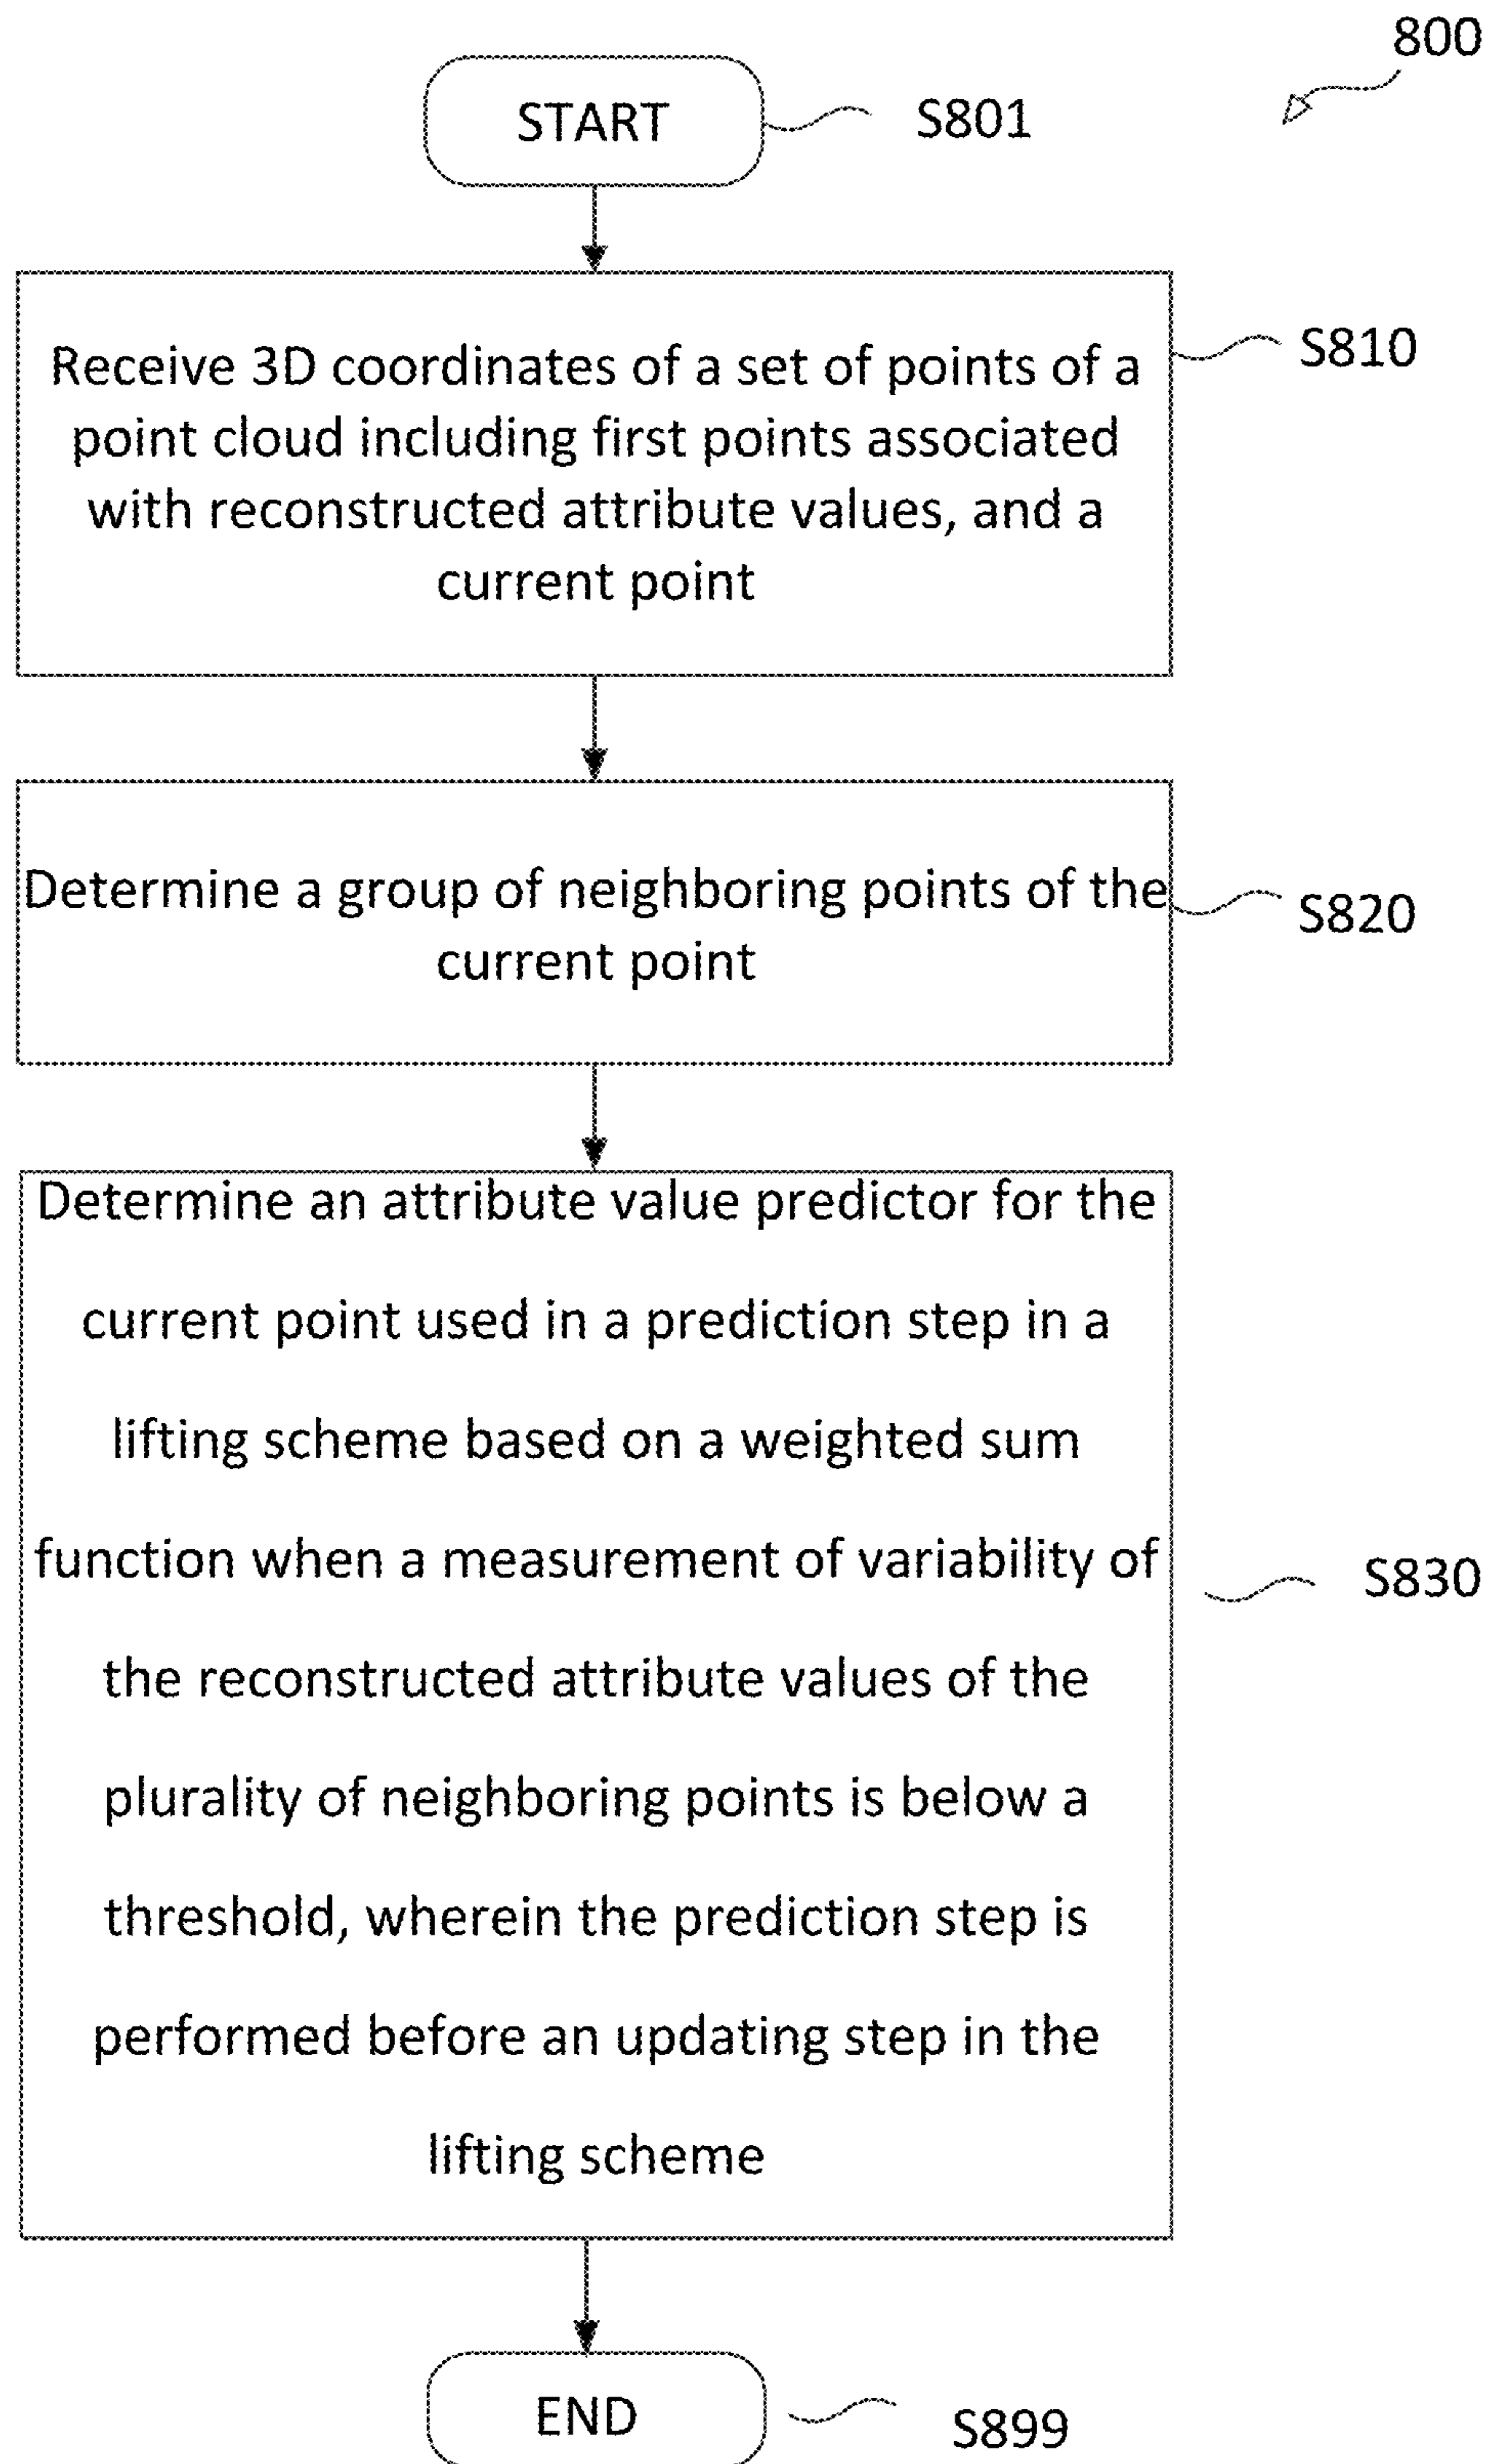 800
START
S801
Receive 3D coordinates of a set of points of a
point cloud including first points associated
with reconstructed attribute values, and a
current point
S810
Determine a group of neighboring points of the
current point
S820
Determine an attribute value predictor for the
current point used in a prediction step in a
lifting scheme based on a weighted sum
function when a measurement of variability of
the reconstructed attribute values of the
plurality of neighboring points is below a
threshold, wherein the prediction step is
performed before an updating step in the
lifting scheme
S830
END
S899